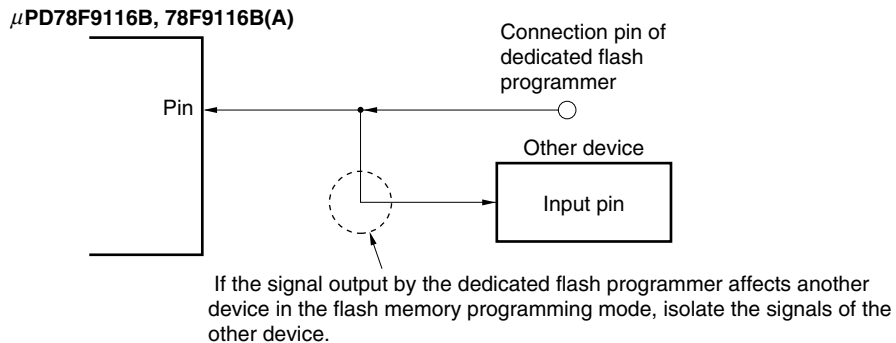 μPD78F9116B, 78F9116B(A)
Connection pin of
dedicated flash
programmer
Pin
Other device
Input pin
If the signal output by the dedicated flash programmer affects another
device in the flash memory programming mode, isolate the signals of the
other device.